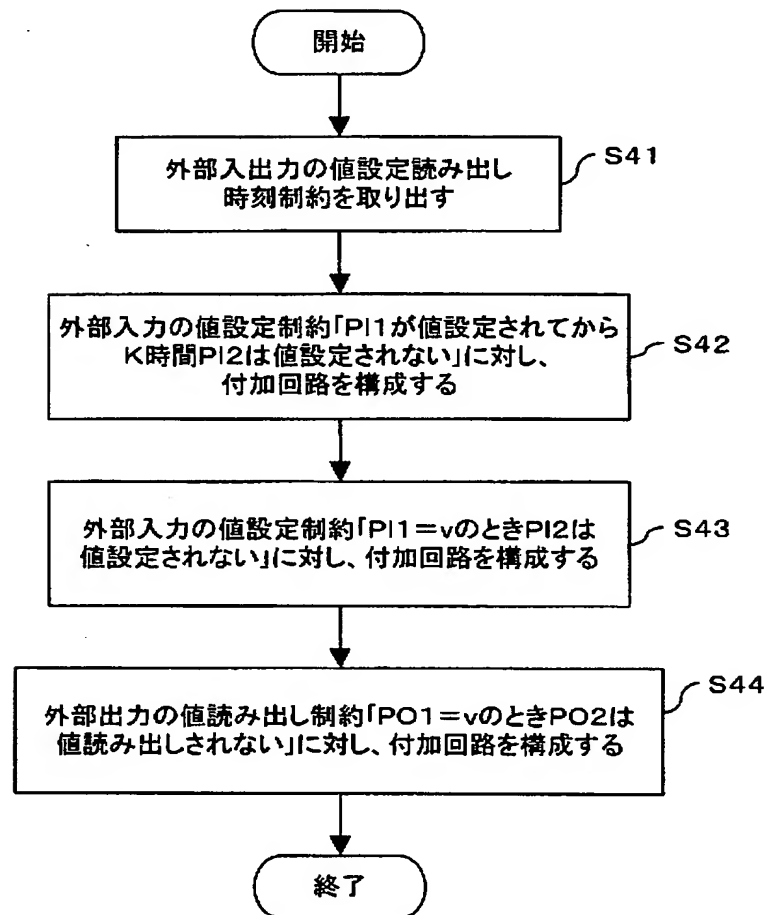 開始
外部入出力の値設定読み出し
時刻制約を取り出す
S41
外部入力の値設定制約「PI1が値設定されてから
K時間PI2は値設定されない」に対し、
付加回路を構成する
S42
外部入力の値設定制約「PI1=vのときPI2は
値設定されない」に対し、付加回路を構成する
S43
外部出力の値読み出し制約「PO1=vのときPO2は
値読み出しされない」に対し、付加回路を構成する
S44
終了